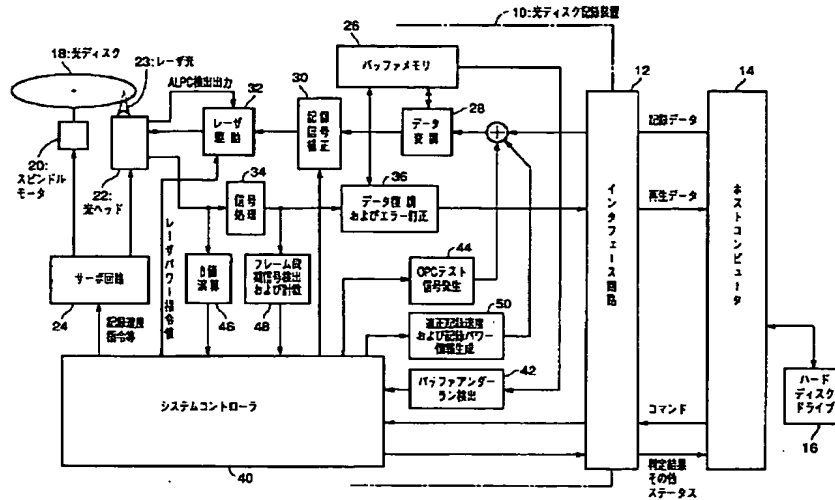 10:光ディスク記録装置
18:光ディスク
23:レーザ光
ALPC検出出力
26
バッファメモリ
12
14
32
レーザ
駆動
30
記録
信号
補正
28
データ
変調
記録データ
20:
スピンドル
モータ
22:光ヘッド
34
信号
処理
36
データ復調
およびエラー訂正
再生データ
インタフェース回路
ホストコンピュータ
レーザパワー指令値
サーボ回路
24
記録速度
指令等
β値
演算
46
フレーム同
期信号検出
および計数
48
44
OPCテスト
信号発生
50
適正記録速度
および記録パワー
情報生成
42
バッファアンダー
ラン検出
システムコントローラ
40
コマンド
判定結果
その他
ステータス
ハード
ディスク
ドライブ
16